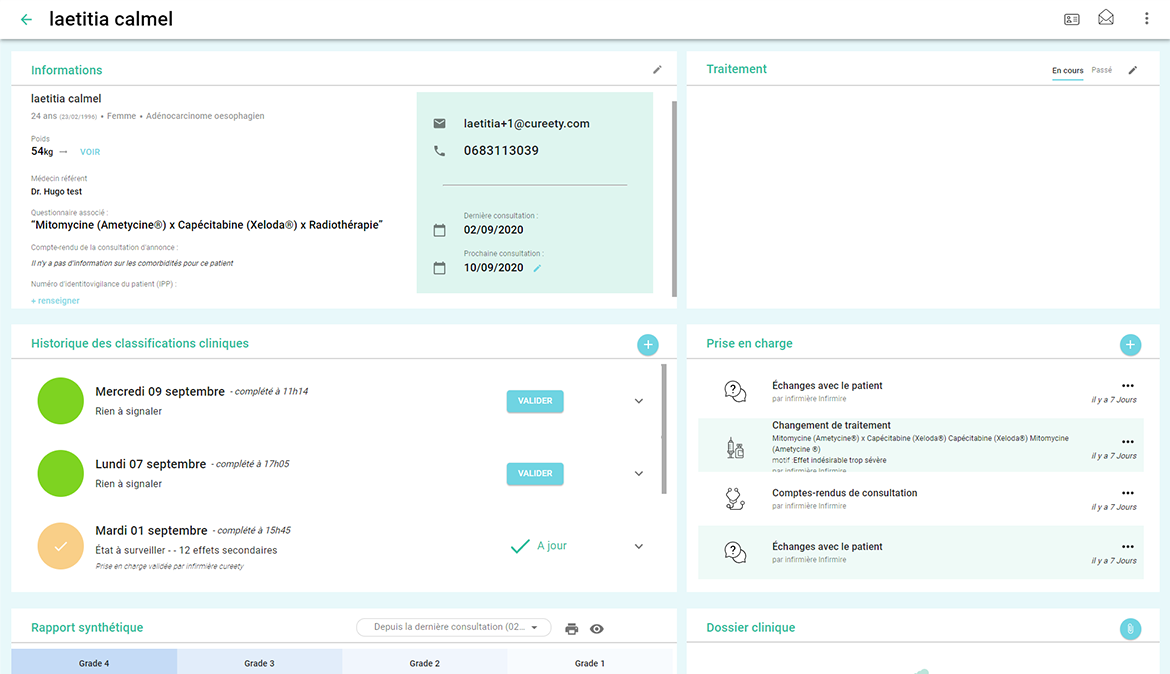 laetitia calmel
Informations
laetitia calmel
24 ans (23/02/1996) • Femme • Adénocarcinome oesophagien
Poids
54kg — VOIR
Médecin référent
Dr. Hugo test
Questionnaire associé :
"Mitomycine (Ametycine®) x Capécitabine (Xeloda®) x Radiothérapie"
Compte-rendu de la consultation d'annonce :
Il n'y a pas d'information sur les comorbidités pour ce patient
Numéro d'identitovigilance du patient (IPP) :
+ renseigner
laetitia+1@cureety.com
0683113039
Dernière consultation :
02/09/2020
Prochaine consultation :
10/09/2020
Traitement
En cours Passé
Historique des classifications cliniques
Mercredi 09 septembre - complété à 11h14
Rien à signaler
VALIDER
Lundi 07 septembre - complété à 17h05
Rien à signaler
VALIDER
Mardi 01 septembre - complété à 15h45
État à surveiller - - 12 effets secondaires
Prise en charge validée par infirmière cureety
A jour
Prise en charge
Échanges avec le patient
par infirmière Infirmire
il y a 7 Jours
Changement de traitement
Mitomycine (Ametycine®) x Capécitabine (Xeloda®) Capécitabine (Xeloda®) Mitomycine
(Ametycine ®)
motif :Effet indésirable trop sévère
par infirmière Infirmire
il y a 7 Jours
Comptes-rendus de consultation
par infirmière Infirmire
il y a 7 Jours
Échanges avec le patient
par infirmière Infirmire
il y a 7 Jours
Rapport synthétique
Depuis la dernière consultation (02...
Grade 4 Grade 3 Grade 2 Grade 1
Dossier clinique